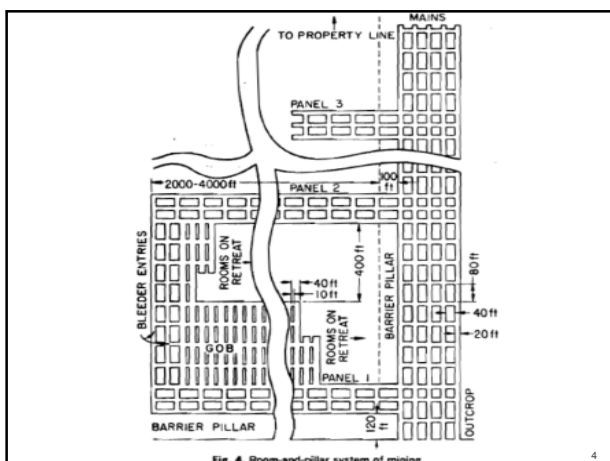 MAINS
TO PROPERTY LINE
PANEL 3
2000-4000ft
100
ft
PANEL 2
BLEEDER ENTRIES
ROOMS ON
RETREAT
400ft
BARRIER PILLAR
80ft
40ft
10ft
40ft
20ft
GOB
ROOMS ON
RETREAT
PANEL 1
120
ft
OUTCROP
BARRIER PILLAR
Fig. 4 Room-and-pillar system of mining
4